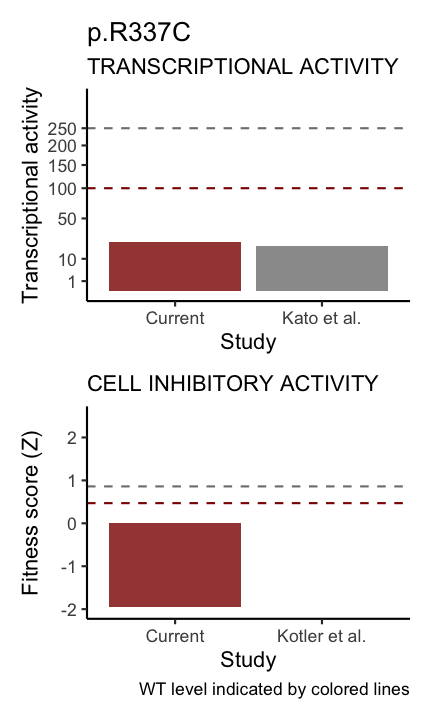 p.R337C
TRANSCRIPTIONAL ACTIVITY
Transcriptional activity
250
200
150
100
50
10
1
Current
Kato et al.
Study
CELL INHIBITORY ACTIVITY
Fitness score (Z)
2
1
0
-1
-2
Current
Kotler et al.
Study
WT level indicated by colored lines